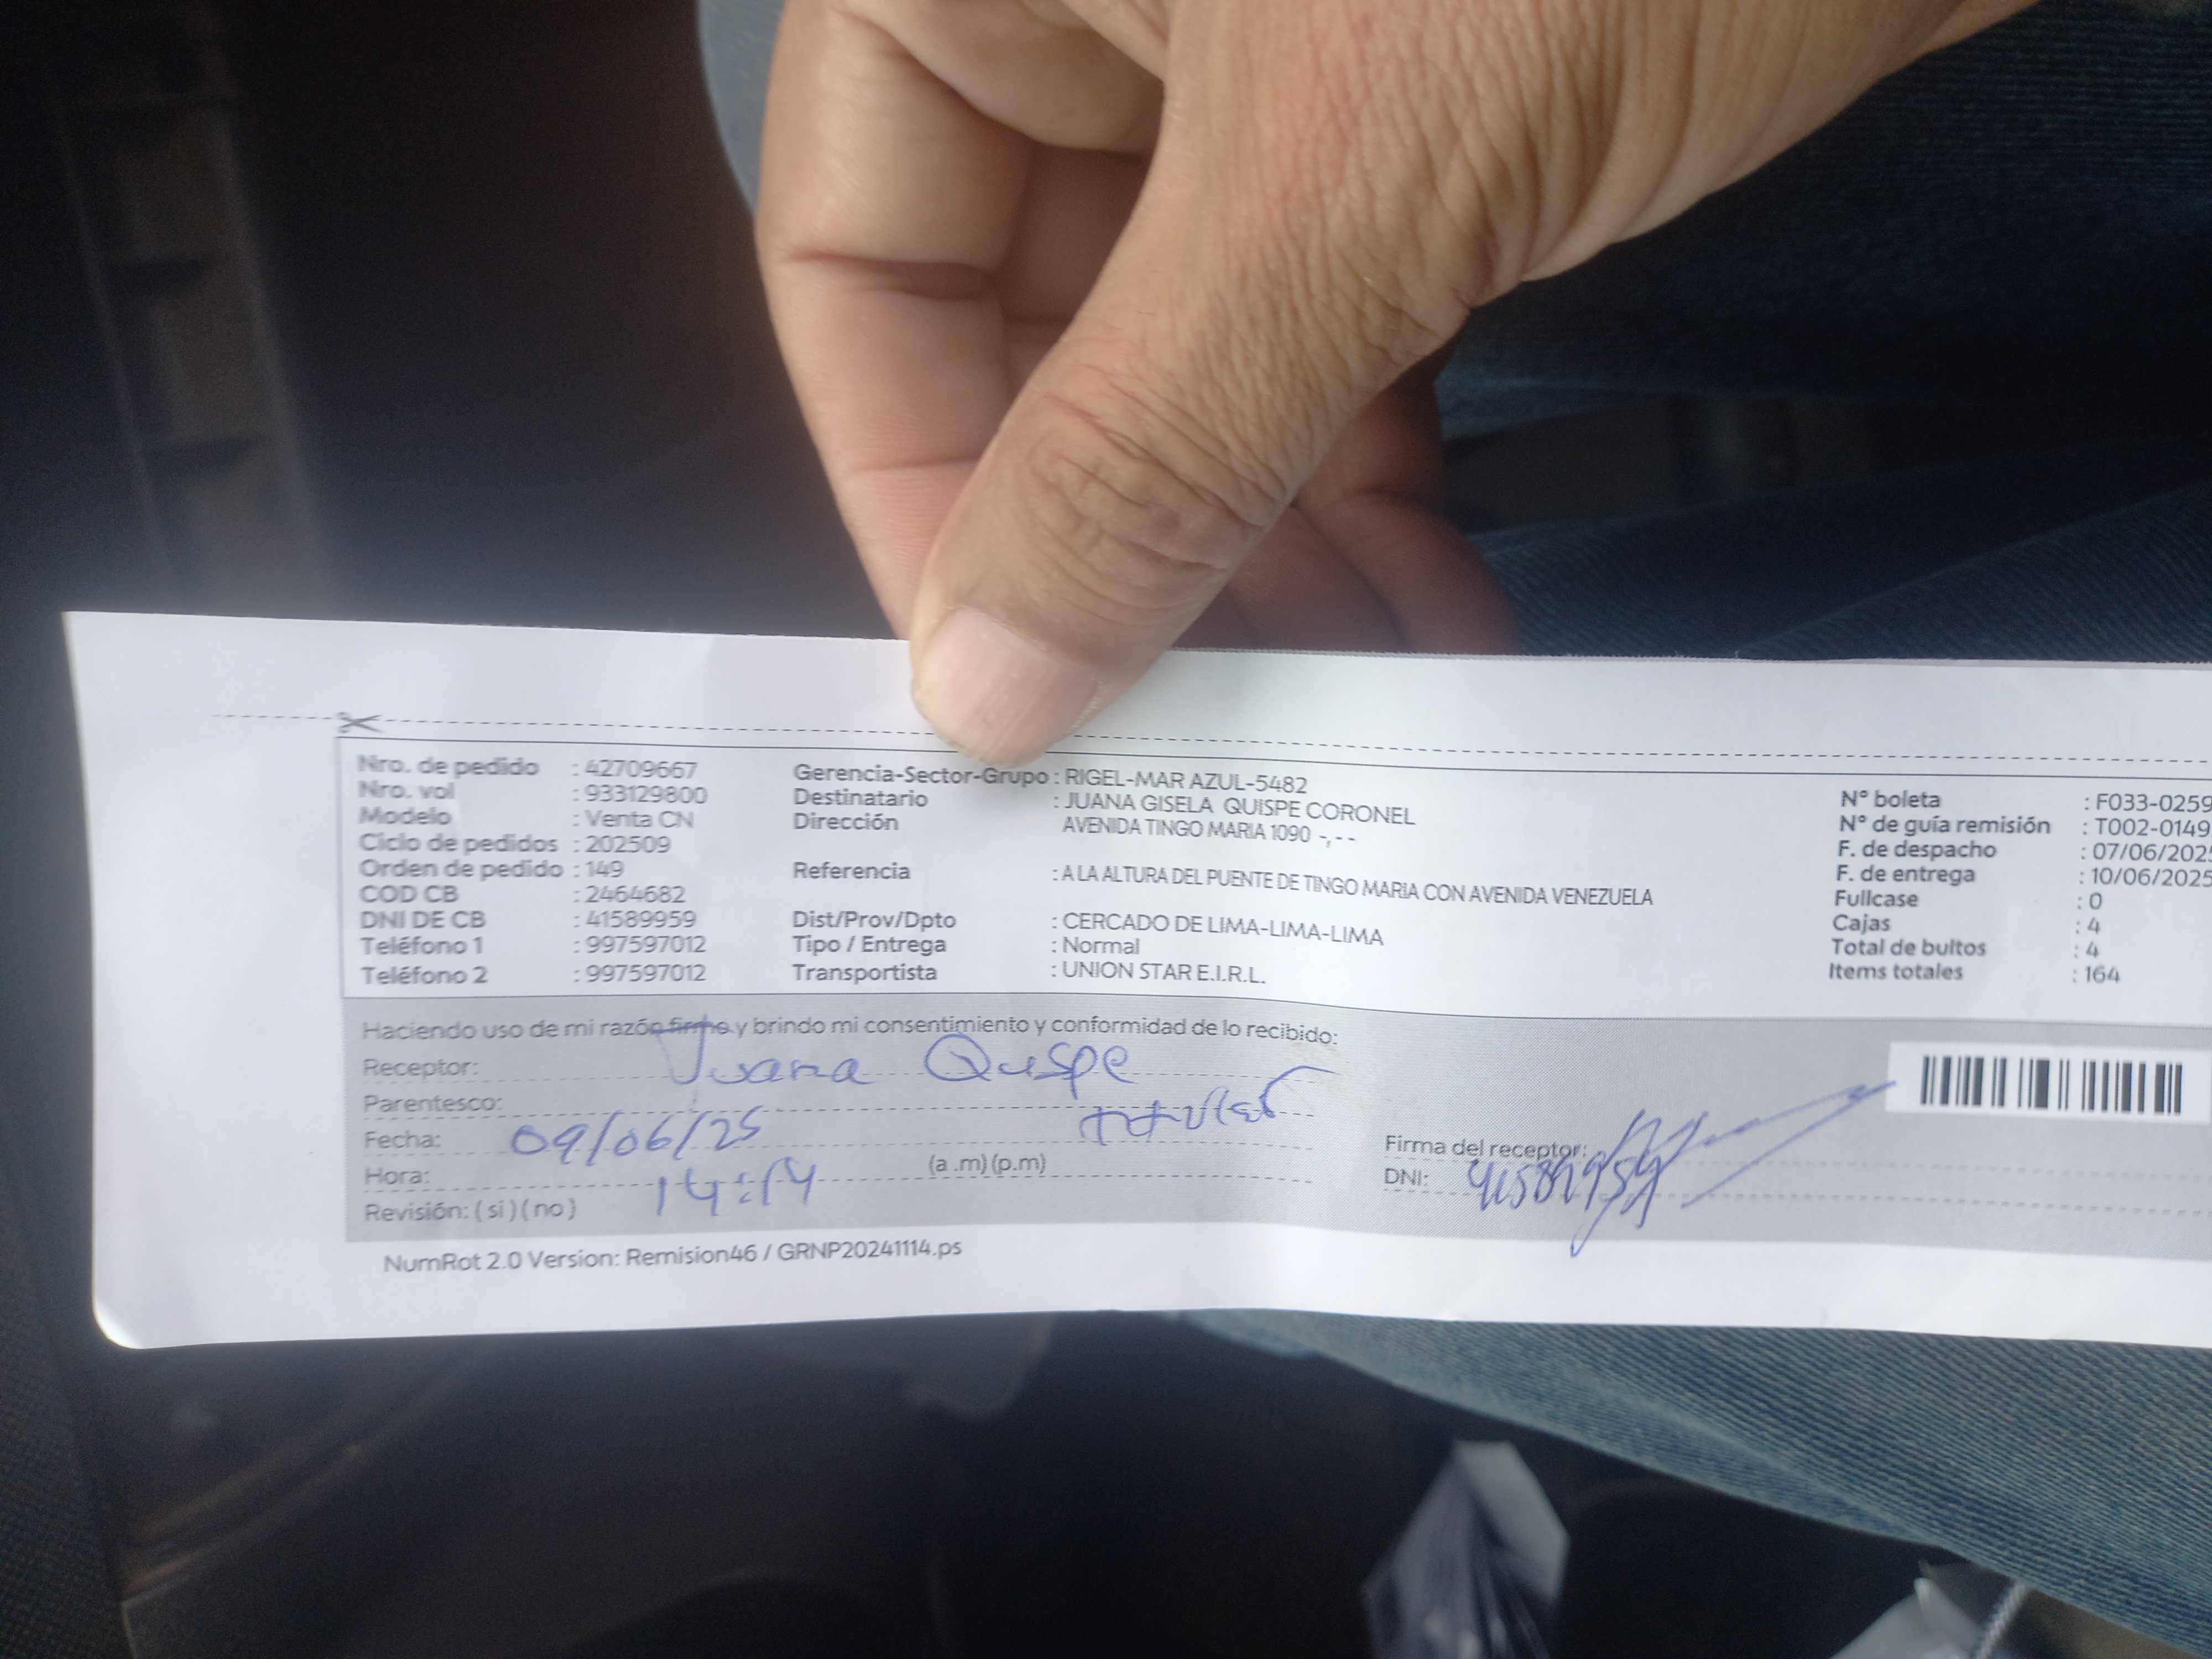 Nro. de pedido : 42709667
Nro. vol : 933129800
Modelo : Venta CN
Ciclo de pedidos : 202509
Orden de pedido : 149
COD CB : 2464682
DNI DE CB : 41589959
Teléfono 1 : 997597012
Teléfono 2 : 997597012
Gerencia-Sector-Grupo : RIGEL-MAR AZUL-5482
Destinatario : JUANA GISELA QUISPE CORONEL
Dirección AVENIDA TINGO MARIA 1090 -,- -
Referencia : A LA ALTURA DEL PUENTE DE TINGO MARIA CON AVENIDA VENEZUELA
Dist/Prov/Dpto : CERCADO DE LIMA-LIMA-LIMA
Tipo / Entrega : Normal
Transportista : UNION STAR E.I.R.L.
N° boleta : F033-0259
N° de guía remisión : T002-0149
F. de despacho : 07/06/202
F. de entrega : 10/06/2025
Fullcase : 0
Cajas : 4
Total de bultos : 4
Items totales : 164
Haciendo uso de mi razón firmo y brindo mi consentimiento y conformidad de lo recibido:
Receptor: Juana Quispe
Parentesco: titular
Fecha: 09/06/25
Hora: 14:14 (a .m) (p.m)
Revisión: ( si ) ( no )
Firma del receptor:
DNI: 41589959
NumRot 2.0 Version: Remision46 / GRNP20241114.ps